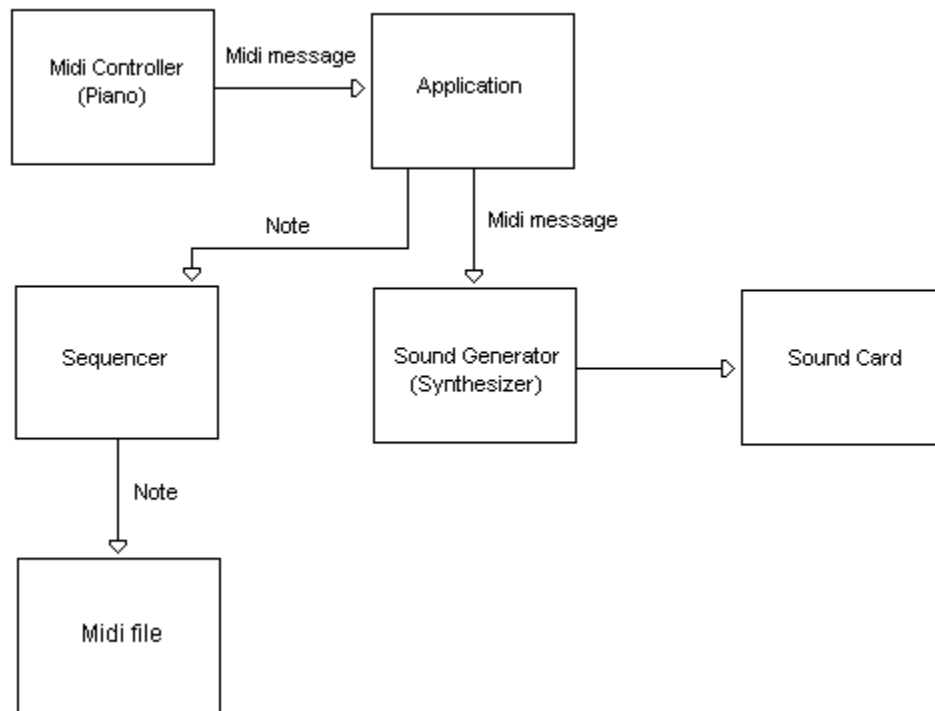 Midi Controller
(Piano)
Midi message
Application
Note
Midi message
Sequencer
Sound Generator
(Synthesizer)
Sound Card
Note
Midi file